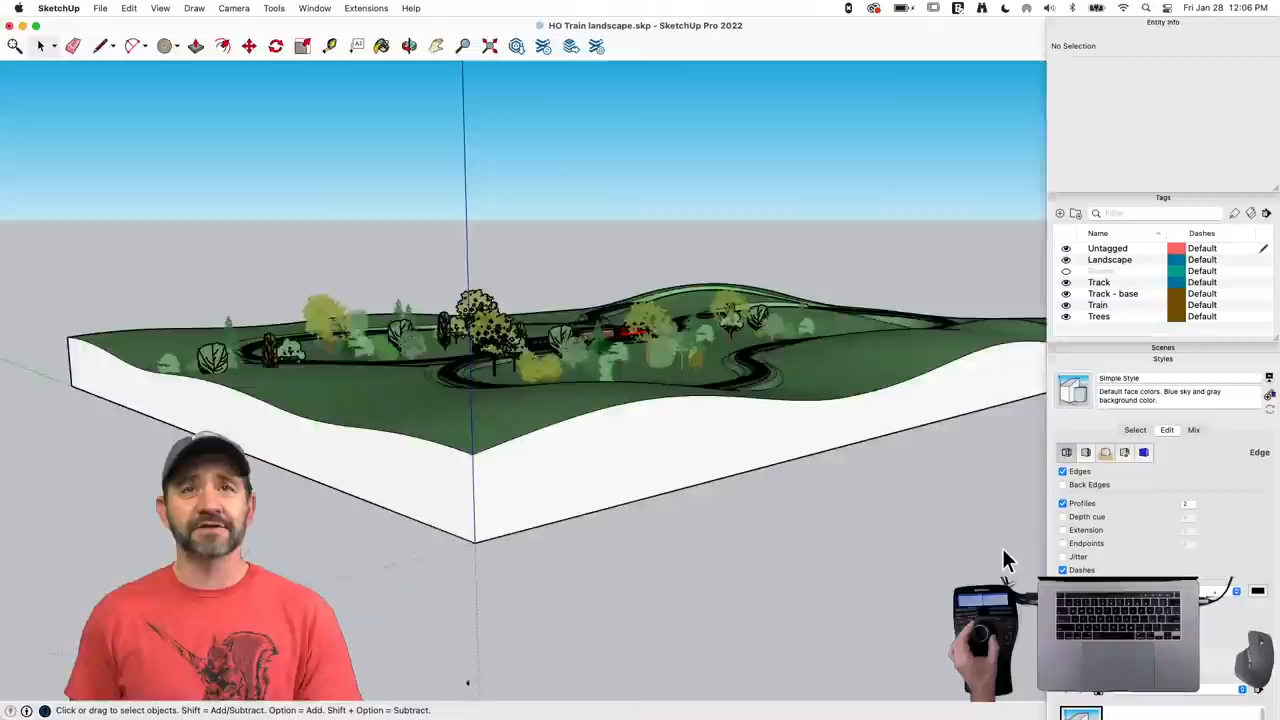 SketchUp File Edit View Draw Camera Tools Window Extensions Help Fri Jan 28 12:06 PM
HO Train landscape.skp - SketchUp Pro 2022
Entity Info
No Selection
Tags
Filter
Name Dashes
Untagged Default
Landscape Default
Default
Track Default
Track - base Default
Train Default
Trees Default
Scenes
Styles
Simple Style
Default face colors. Blue sky and gray
background color.
Select Edit Mix
Edge
Edges
Back Edges
Profiles 2
Depth cue
Extension
Endpoints
Jitter
Dashes
Click or drag to select objects. Shift = Add/Subtract. Option = Add. Shift + Option = Subtract.